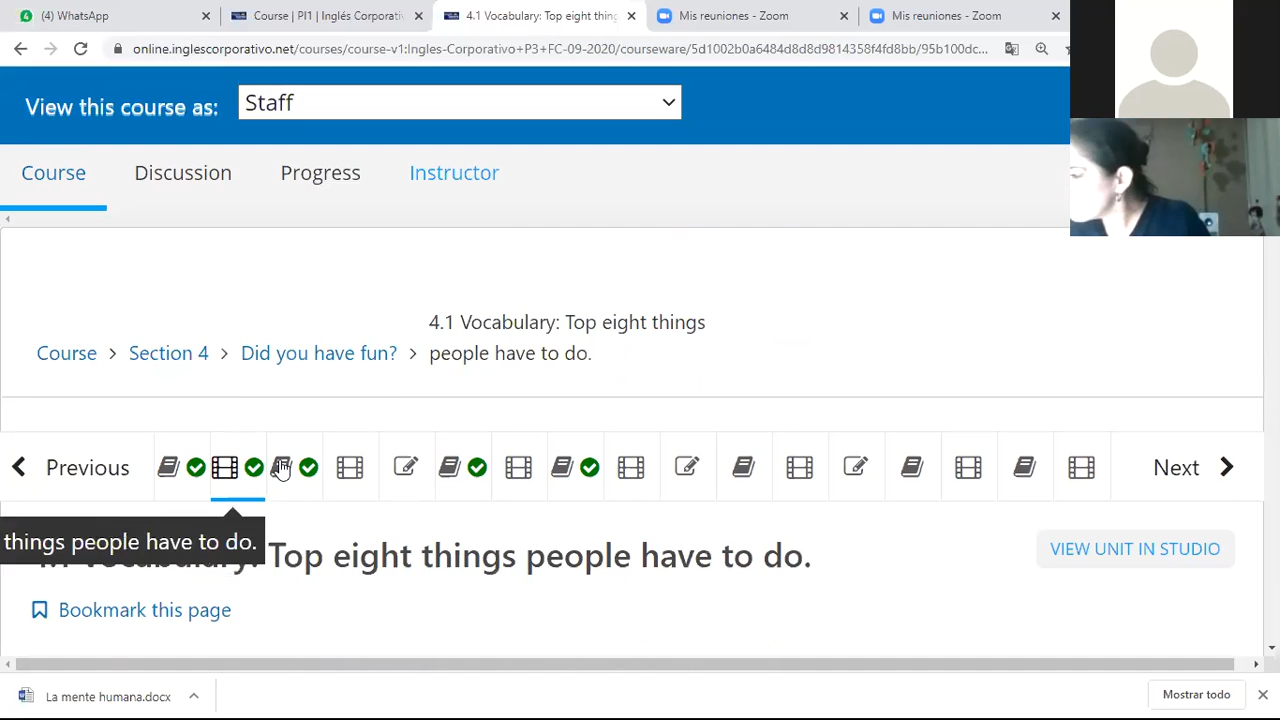 (4) WhatsApp
Course | PI1 | Inglés Corporativ
4.1 Vocabulary: Top eight thing
Mis reuniones - Zoom
Mis reuniones - Zoom
online.inglescorporativo.net/courses/course-v1:Ingles-Corporativo+P3+FC-09-2020/courseware/5d1002b0a6484d8d8d9814358f4fd8bb/95b100dc...
View this course as:
Staff
Course
Discussion
Progress
Instructor
4.1 Vocabulary: Top eight things
Course > Section 4 > Did you have fun? > people have to do.
Previous
Next
things people have to do.
4.1 Vocabulary: Top eight things people have to do.
VIEW UNIT IN STUDIO
Bookmark this page
La mente humana.docx
Mostrar todo